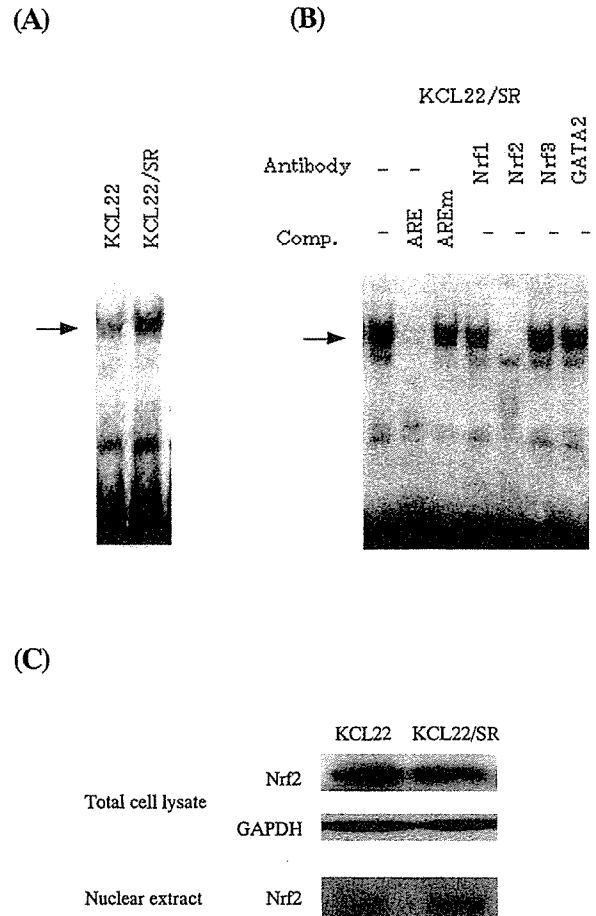 (A)
KCL22
KCL22/SR
(B)
KCL22/SR
Antibody - - Nrf1 Nrf2 Nrf3 GATA2
Comp. - ARE AREm - - - -
(C)
KCL22 KCL22/SR
Total cell lysate
Nrf2
GAPDH
Nuclear extract Nrf2